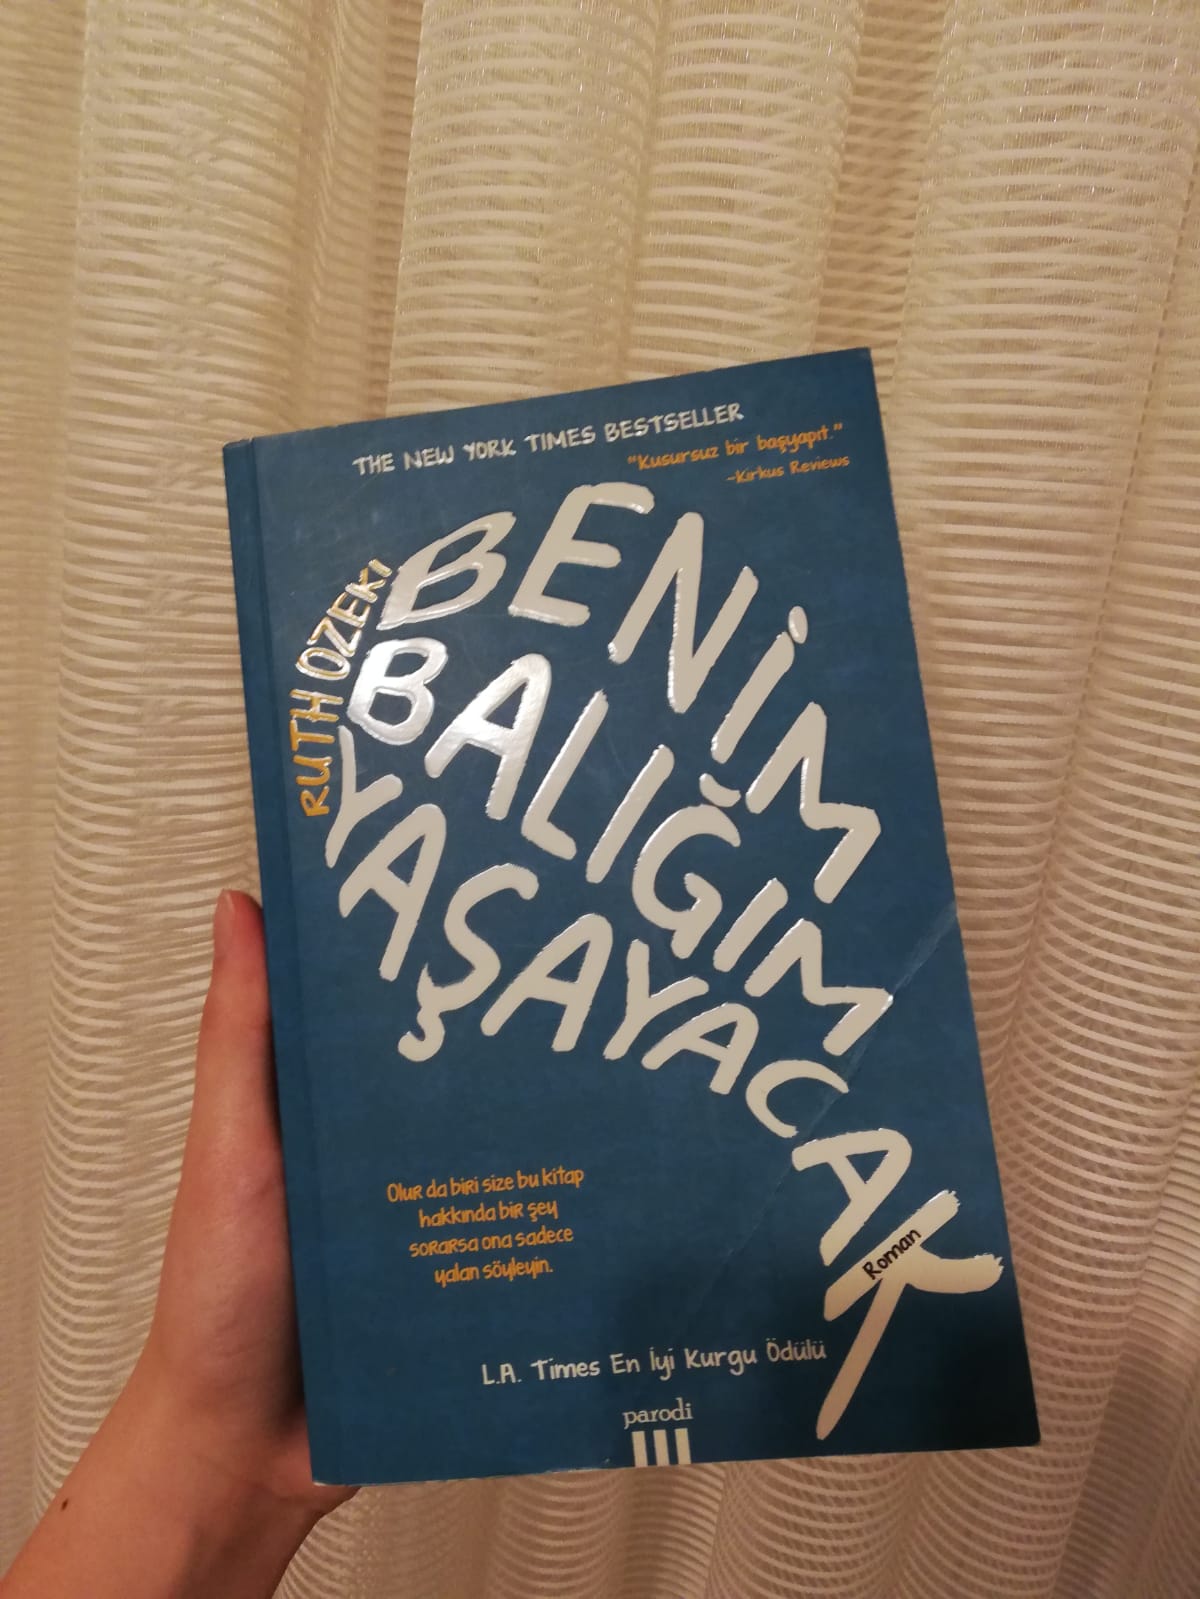 THE NEW YORK TIMES BESTSELLER
"Kusursuz bir başyapıt."
-Kirkus Reviews
RUTH OZEKI
BENİM
BALIĞIM
YAŞAYACAK
Roman
Olur da biri size bu kitap
hakkında bir şey
sorarsa ona sadece
yalan söyleyin.
L.A. Times En İyi Kurgu Ödülü
parodi